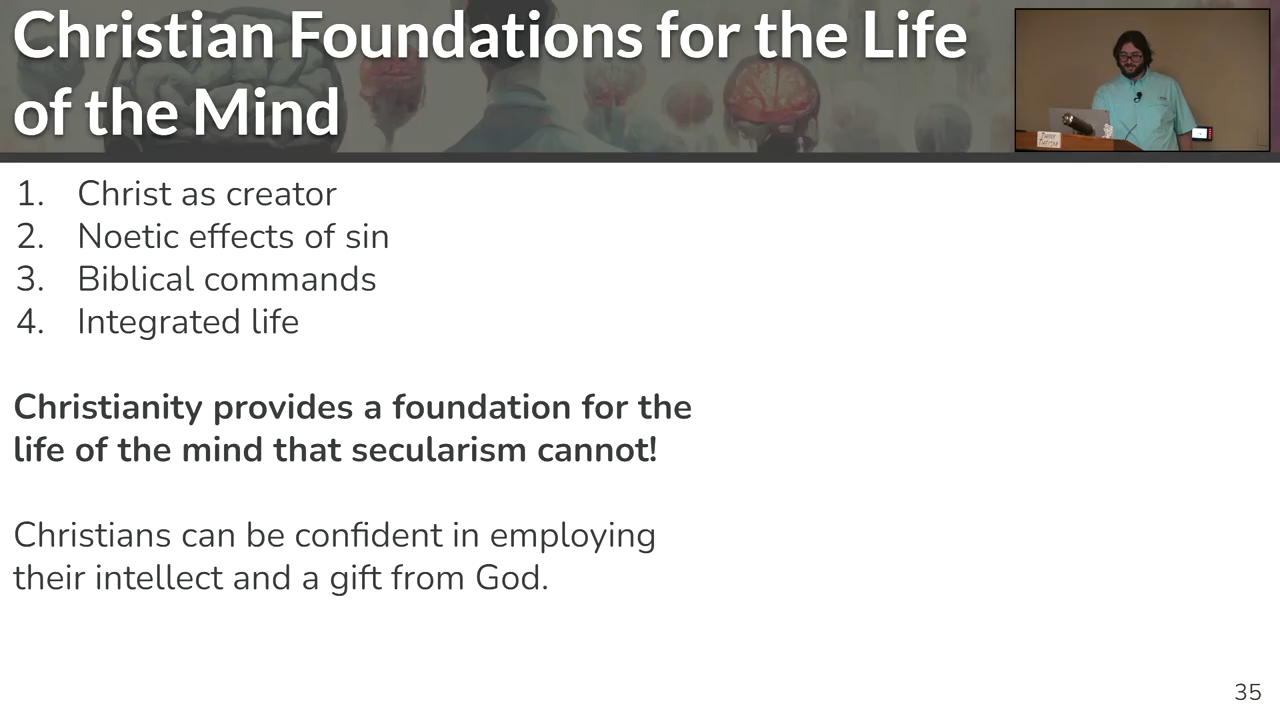 Christian Foundations for the Life
of the Mind
1. Christ as creator
2. Noetic effects of sin
3. Biblical commands
4. Integrated life
Christianity provides a foundation for the
life of the mind that secularism cannot!
Christians can be confident in employing
their intellect and a gift from God.
35